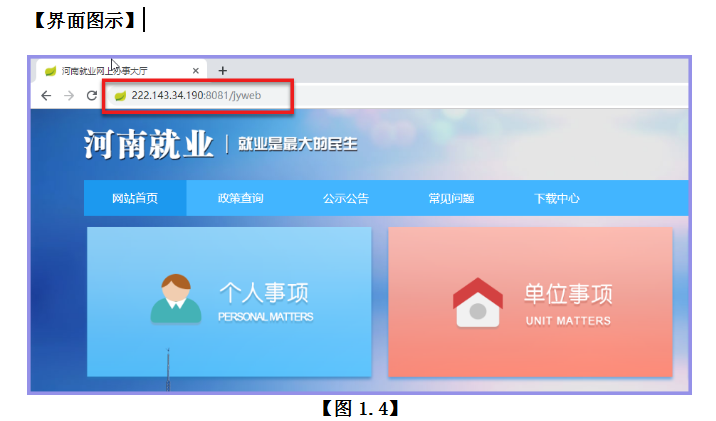 【界面图示】
河南就业网上办事大厅
222.143.34.190:8081/jyweb
河南就业 | 就业是最大的民生
网站首页 政策查询 公示公告 常见问题 下载中心
个人事项
PERSONAL MATTERS
单位事项
UNIT MATTERS
【图 1.4】